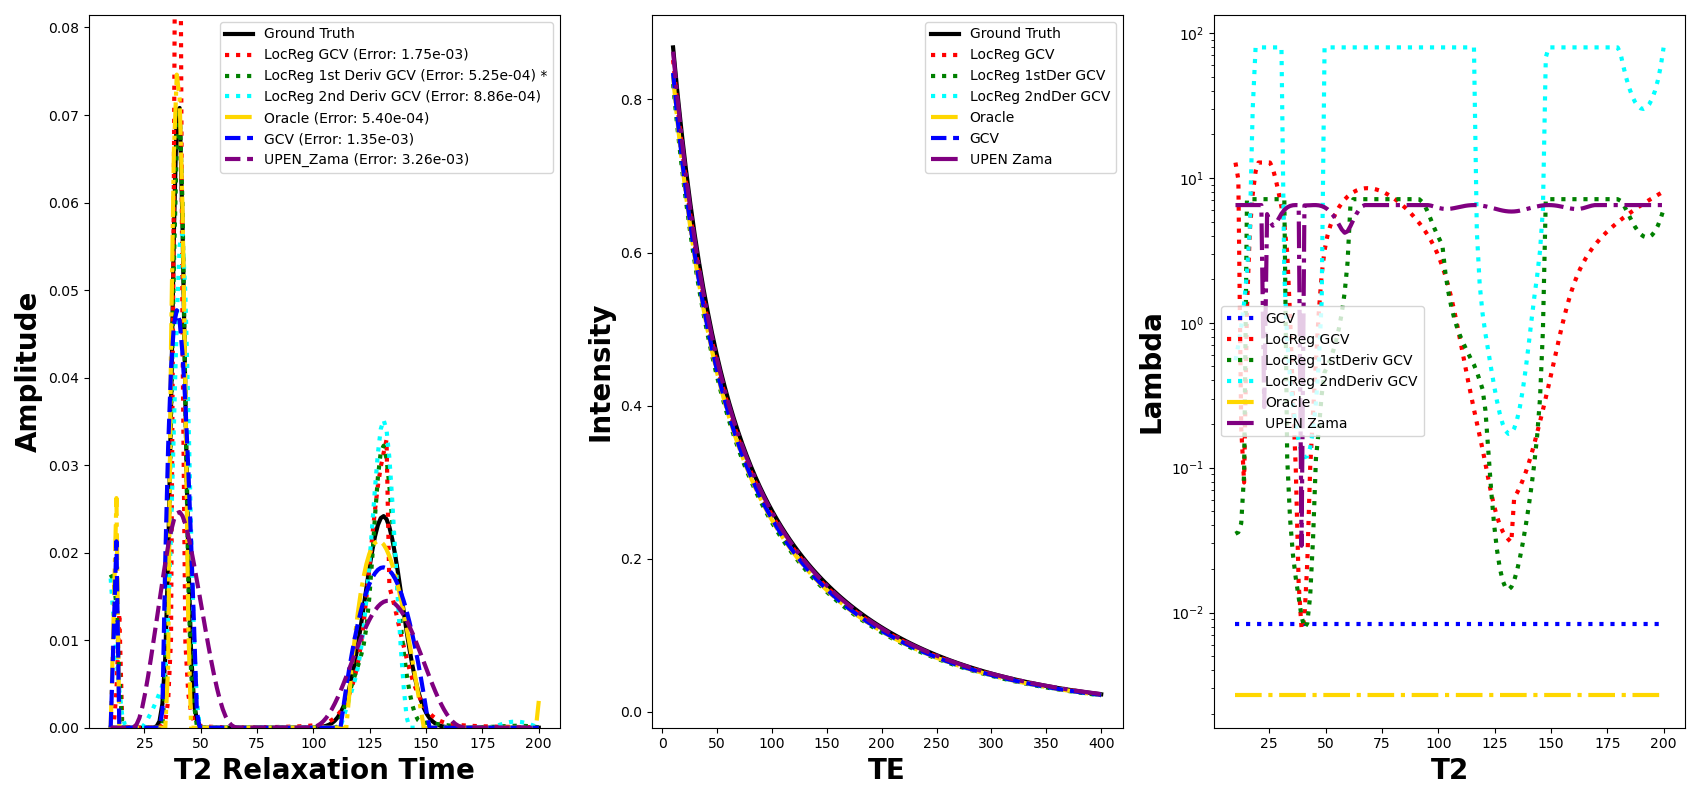 0.08
0.07
0.06
0.05
0.04
0.03
0.02
0.01
0.00
Amplitude
25 50 75 100 125 150 175 200
T2 Relaxation Time
Ground Truth
LocReg GCV (Error: 1.75e-03)
LocReg 1st Deriv GCV (Error: 5.25e-04) *
LocReg 2nd Deriv GCV (Error: 8.86e-04)
Oracle (Error: 5.40e-04)
GCV (Error: 1.35e-03)
UPEN_Zama (Error: 3.26e-03)
0.8
0.6
0.4
0.2
0.0
Intensity
0 50 100 150 200 250 300 350 400
TE
Ground Truth
LocReg GCV
LocReg 1stDer GCV
LocReg 2ndDer GCV
Oracle
GCV
UPEN Zama
10²
10¹
10⁰
10⁻¹
10⁻²
Lambda
25 50 75 100 125 150 175 200
T2
GCV
LocReg GCV
LocReg 1stDeriv GCV
LocReg 2ndDeriv GCV
Oracle
UPEN Zama